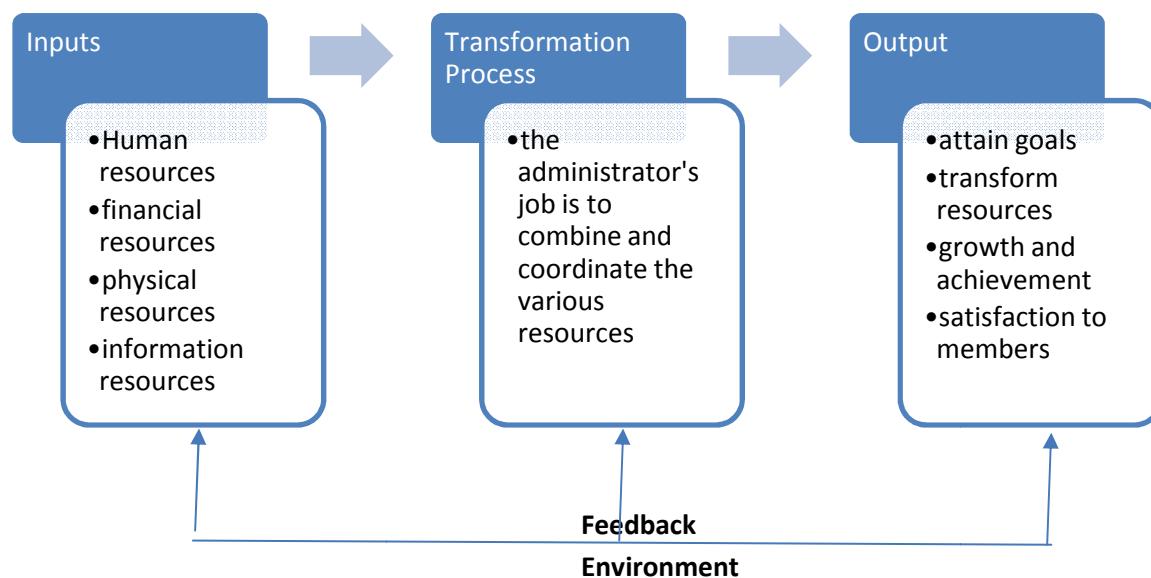 Inputs
•Human
resources
•financial
resources
•physical
resources
•information
resources
Transformation
Process
•the
administrator's
job is to
combine and
coordinate the
various
resources
Output
•attain goals
•transform
resources
•growth and
achievement
•satisfaction to
members
Feedback
Environment